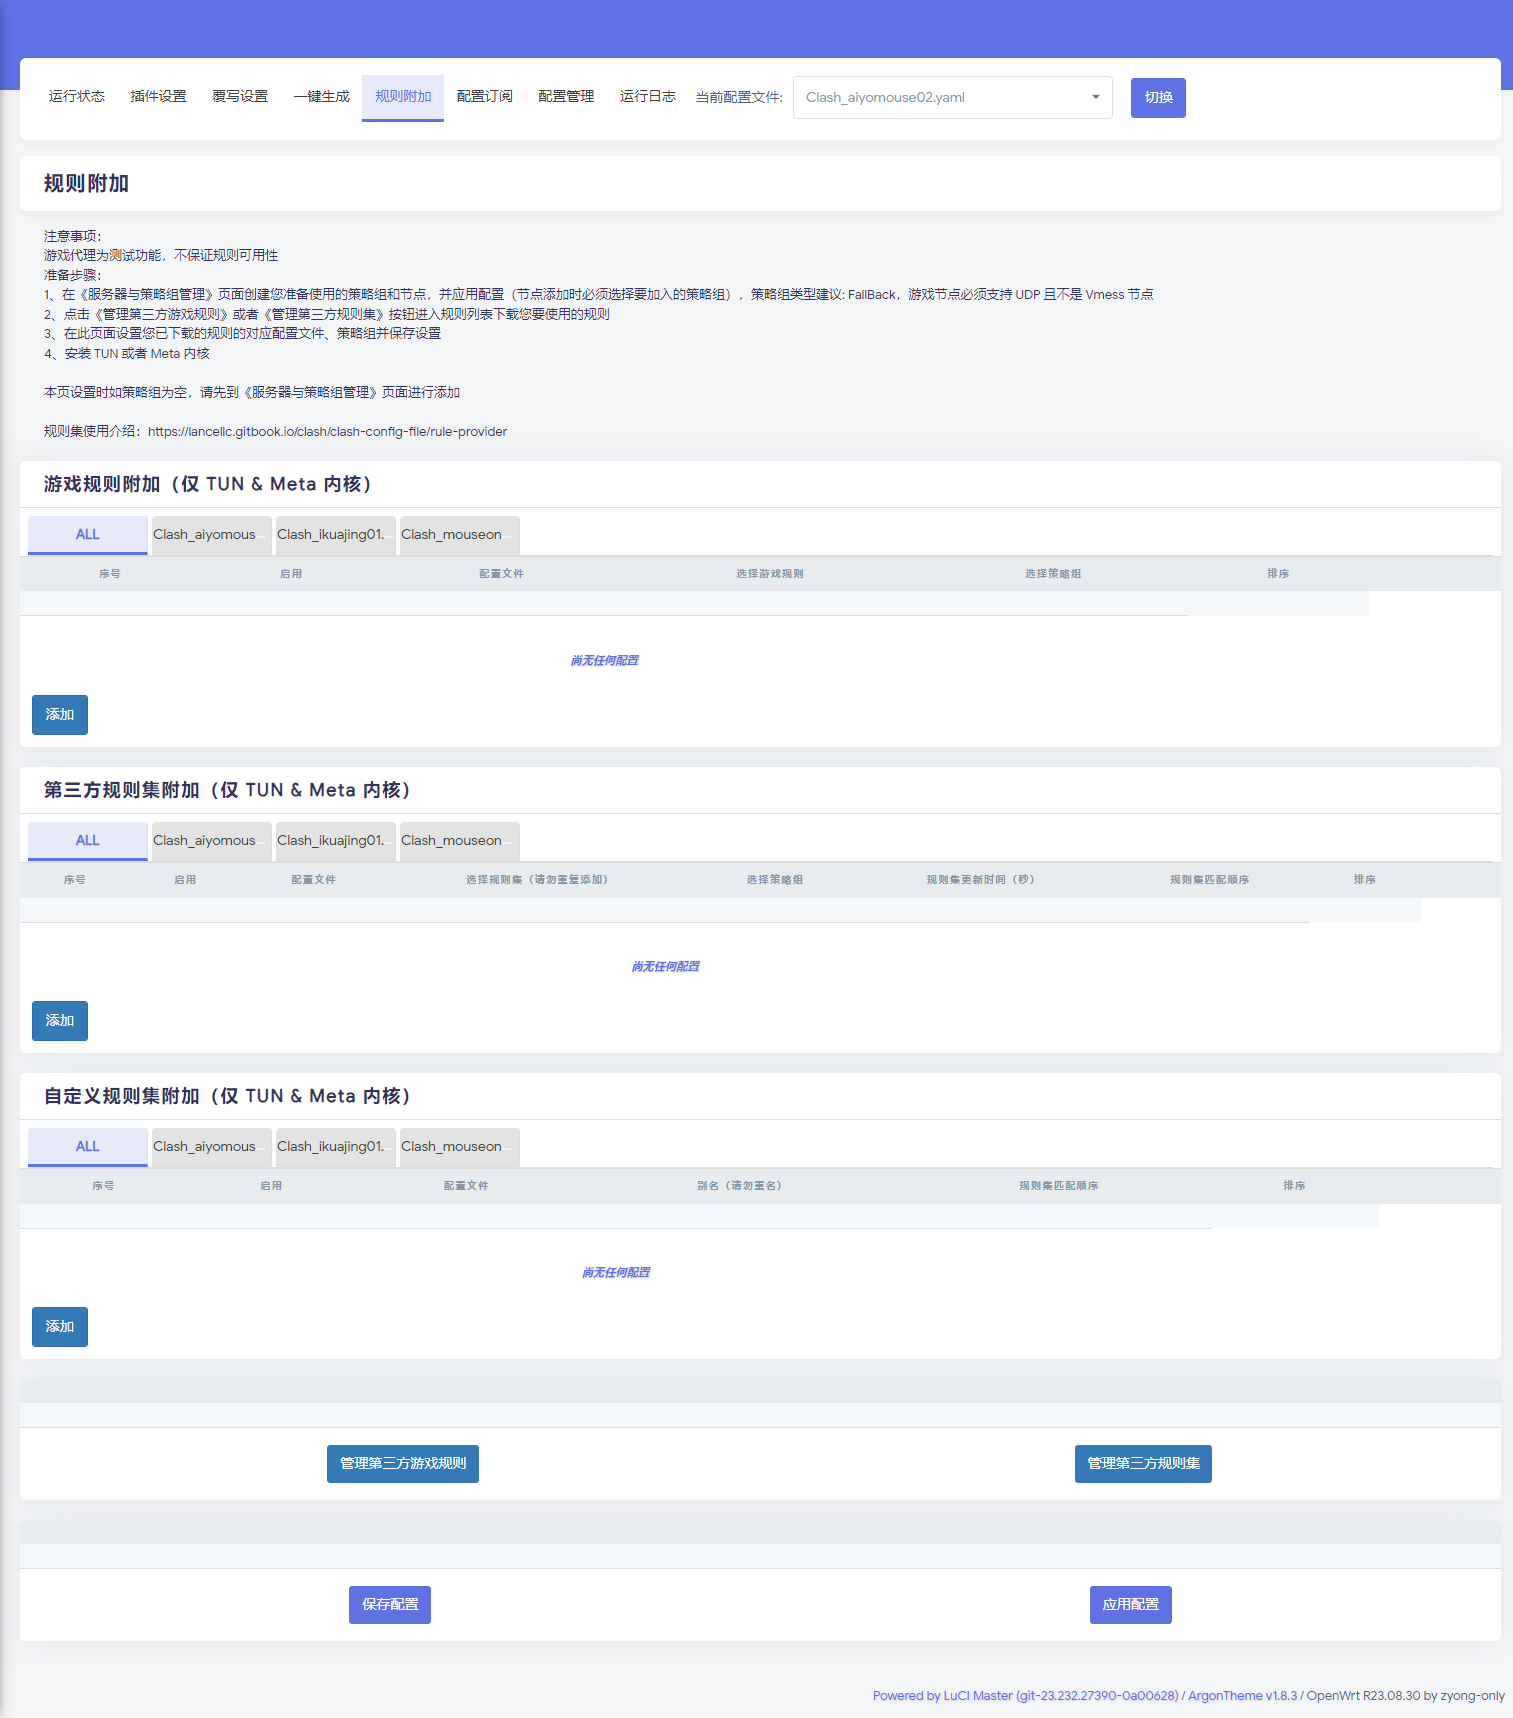 运行状态 插件设置 覆写设置 一键生成 规则附加 配置订阅 配置管理 运行日志 当前配置文件: Clash_aiyomouse02.yaml 切换
规则附加
注意事项：
游戏代理为测试功能，不保证规则可用性
准备步骤：
1、在《服务器与策略组管理》页面创建您准备使用的策略组和节点，并应用配置（节点添加时必须选择要加入的策略组），策略组类型建议: FallBack，游戏节点必须支持 UDP 且不是 Vmess 节点
2、点击《管理第三方游戏规则》或者《管理第三方规则集》按钮进入规则列表下载您要使用的规则
3、在此页面设置您已下载的规则的对应配置文件、策略组并保存设置
4、安装 TUN 或者 Meta 内核
本页设置时如策略组为空，请先到《服务器与策略组管理》页面进行添加
规则集使用介绍：https://lancellc.gitbook.io/clash/clash-config-file/rule-provider
游戏规则附加（仅 TUN & Meta 内核）
ALL Clash_aiyomous... Clash_ikuajing01.... Clash_mouseon...
序号 启用 配置文件 选择游戏规则 选择策略组 排序
尚无任何配置
添加
第三方规则集附加（仅 TUN & Meta 内核）
ALL Clash_aiyomous... Clash_ikuajing01.... Clash_mouseon...
序号 启用 配置文件 选择规则集（请勿重复添加） 选择策略组 规则集更新时间（秒） 规则集匹配顺序 排序
尚无任何配置
添加
自定义规则集附加（仅 TUN & Meta 内核）
ALL Clash_aiyomous... Clash_ikuajing01.... Clash_mouseon...
序号 启用 配置文件 别名（请勿重名） 规则集匹配顺序 排序
尚无任何配置
添加
管理第三方游戏规则 管理第三方规则集
保存配置 应用配置
Powered by LuCI Master (git-23.232.27390-0a00628) / ArgonTheme v1.8.3 / OpenWrt R23.08.30 by zyong-only